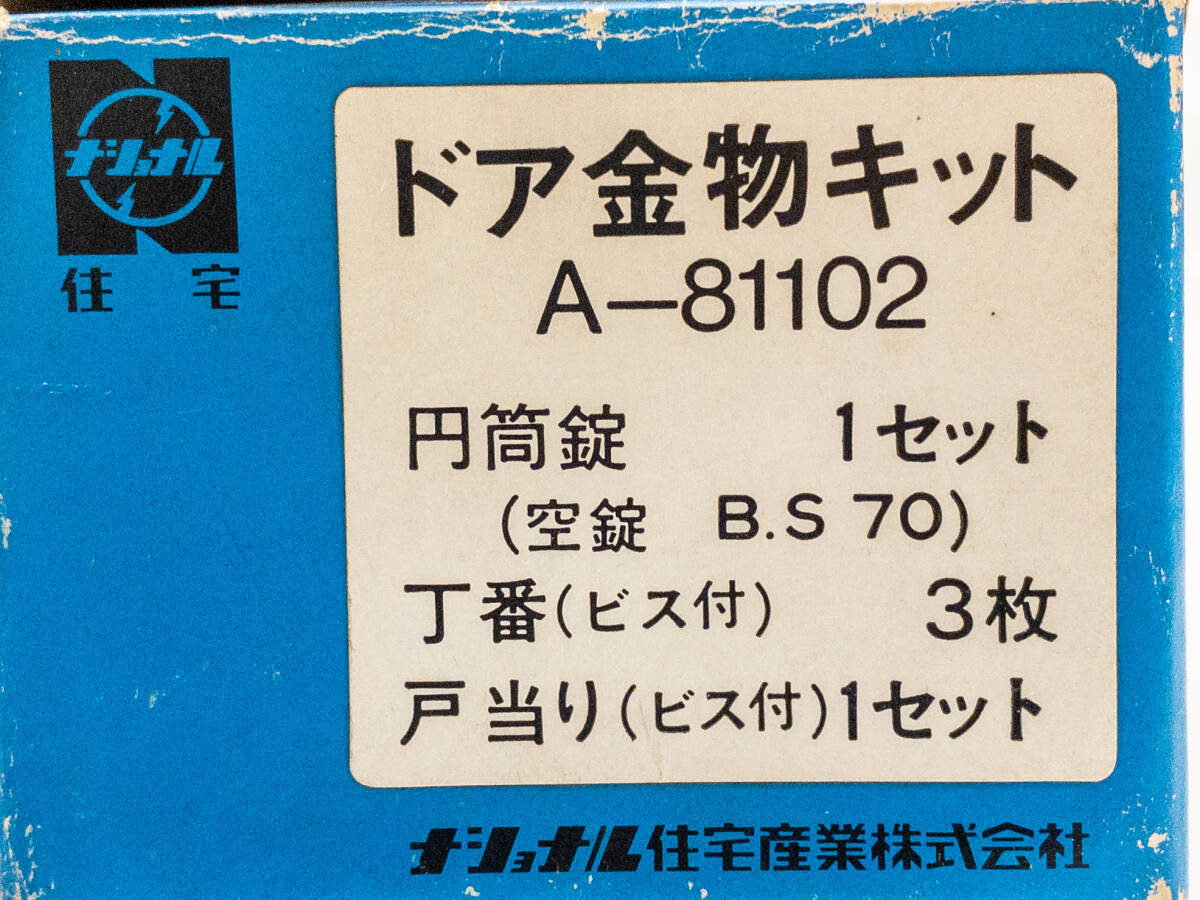 ナショナル
住宅
ドア金物キット
A-81102
円筒錠 1セット
(空錠 B.S 70)
丁番(ビス付) 3枚
戸当り(ビス付)1セット
ナショナル住宅産業株式会社